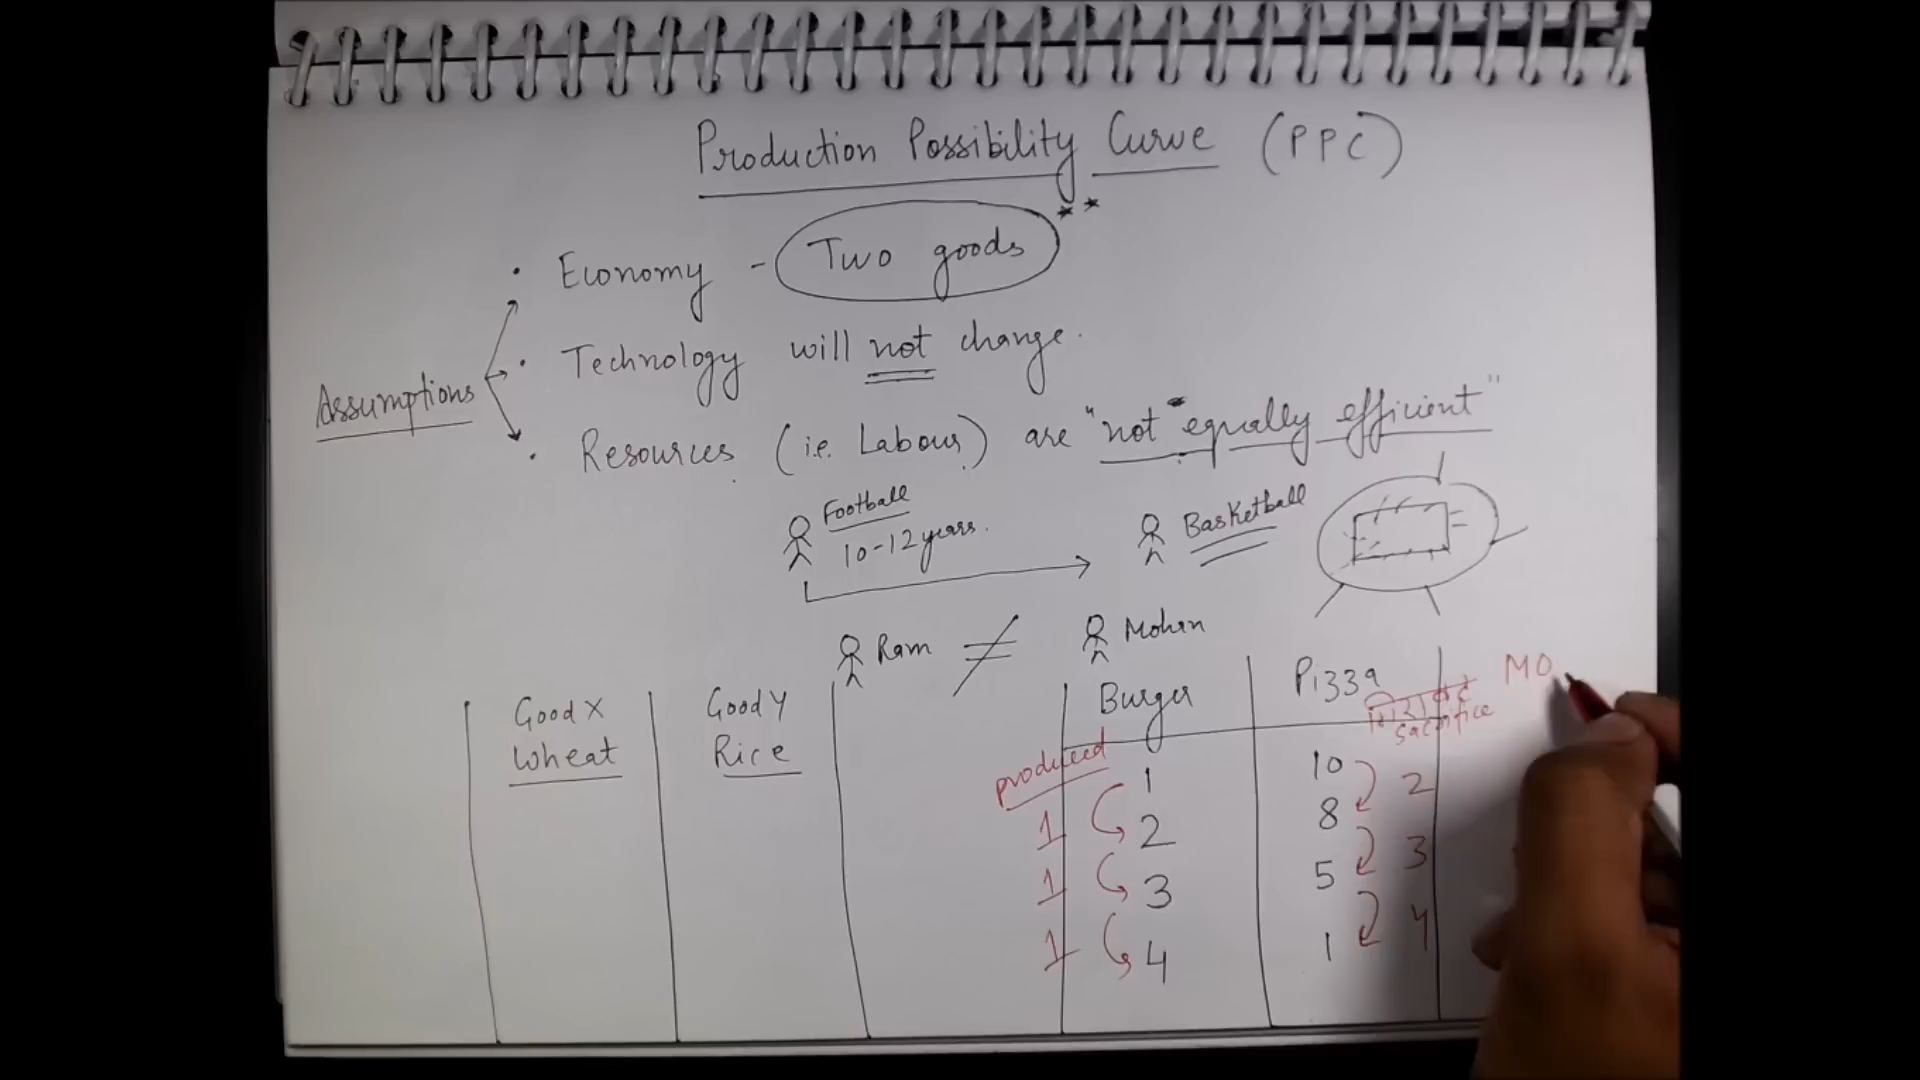 Production Possibility Curve (PPC)
• Economy - Two goods **
• Technology will not change.
Assumptions
• Resources (i.e. Labour) are "not equally efficient"
Football
10-12 years.
Basketball
Ram ≠ Mohan
Good X
Wheat
Good Y
Rice
Burger
Pizza
MO
sacrifice
produced
1 10
2
1 2 8
3
1 3 5
4
1 4 1